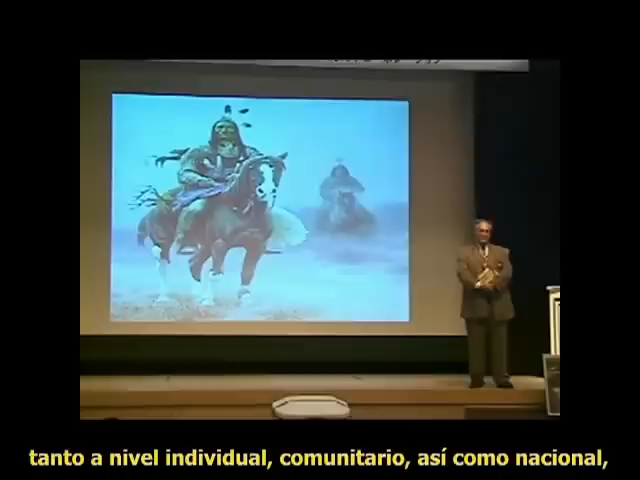 tanto a nivel individual, comunitario, así como nacional,